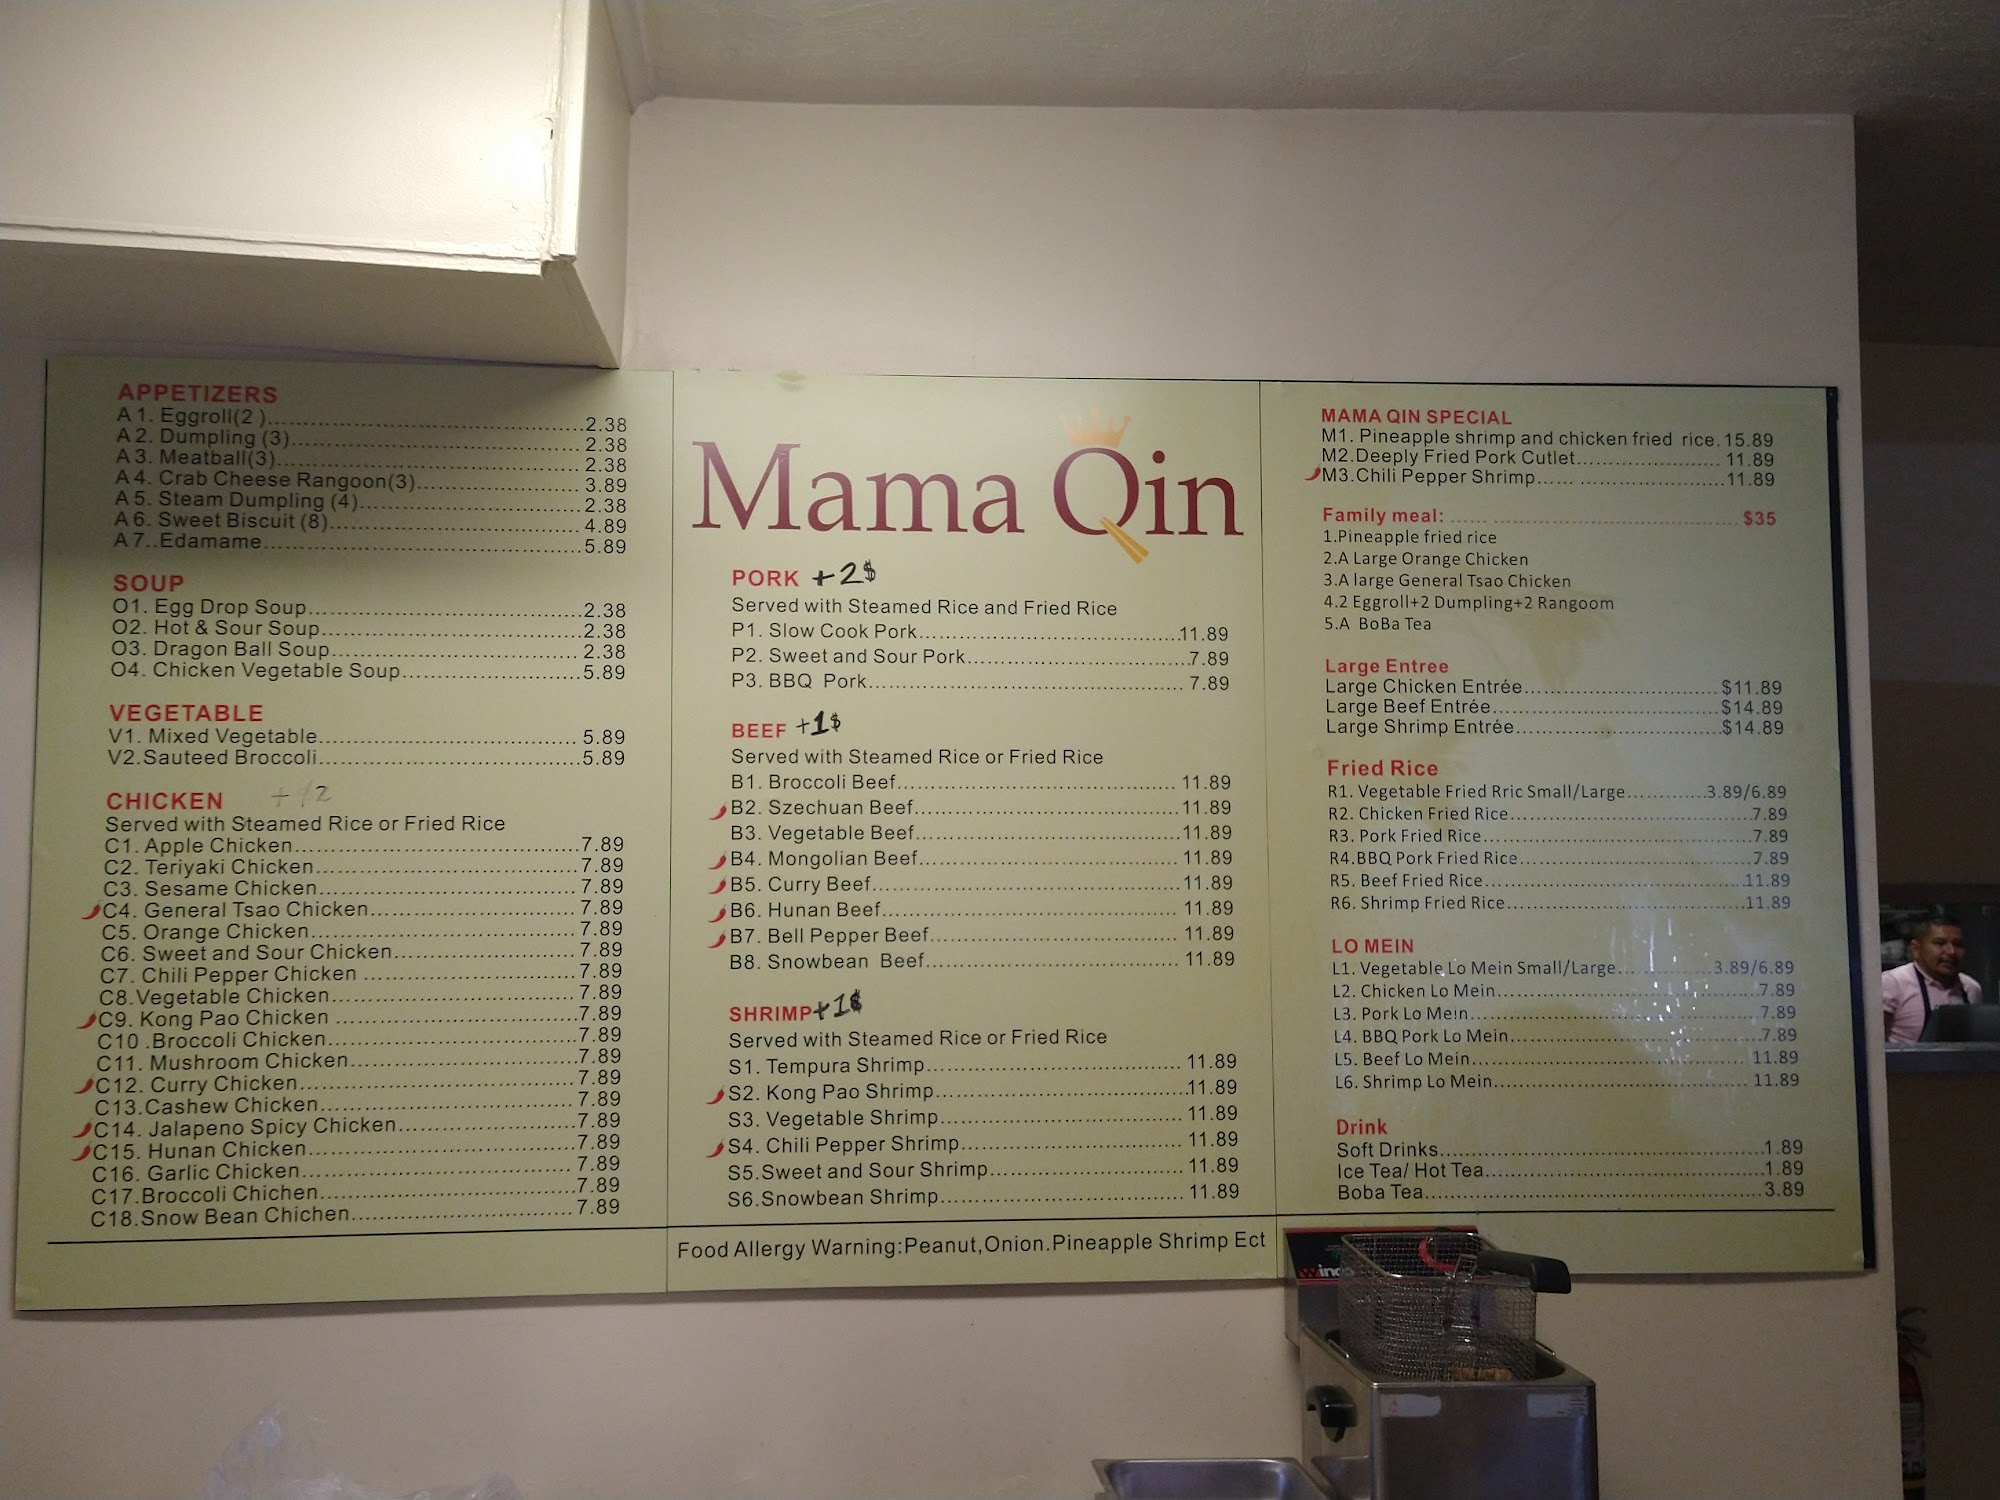 APPETIZERS
A 1. Eggroll(2 )..........2.38
A 2. Dumpling (3)..........2.38
A 3. Meatball(3)..........2.38
A 4. Crab Cheese Rangoon(3)..........3.89
A 5. Steam Dumpling (4)..........2.38
A 6. Sweet Biscuit (8)..........4.89
A 7..Edamame..........5.89
SOUP
O1. Egg Drop Soup..........2.38
O2. Hot & Sour Soup..........2.38
O3. Dragon Ball Soup..........2.38
O4. Chicken Vegetable Soup..........5.89
VEGETABLE
V1. Mixed Vegetable..........5.89
V2.Sauteed Broccoli..........5.89
CHICKEN
Served with Steamed Rice or Fried Rice
C1. Apple Chicken..........7.89
C2. Teriyaki Chicken..........7.89
C3. Sesame Chicken..........7.89
C4. General Tsao Chicken..........7.89
C5. Orange Chicken..........7.89
C6. Sweet and Sour Chicken..........7.89
C7. Chili Pepper Chicken ..........7.89
C8.Vegetable Chicken..........7.89
C9. Kong Pao Chicken ..........7.89
C10 .Broccoli Chicken..........7.89
C11. Mushroom Chicken..........7.89
C12. Curry Chicken..........7.89
C13.Cashew Chicken..........7.89
C14. Jalapeno Spicy Chicken..........7.89
C15. Hunan Chicken..........7.89
C16. Garlic Chicken..........7.89
C17.Broccoli Chichen..........7.89
C18.Snow Bean Chichen..........7.89
Mama Qin
PORK +2$
Served with Steamed Rice and Fried Rice
P1. Slow Cook Pork..........11.89
P2. Sweet and Sour Pork..........7.89
P3. BBQ Pork..........7.89
BEEF +1$
Served with Steamed Rice or Fried Rice
B1. Broccoli Beef..........11.89
B2. Szechuan Beef..........11.89
B3. Vegetable Beef..........11.89
B4. Mongolian Beef..........11.89
B5. Curry Beef..........11.89
B6. Hunan Beef..........11.89
B7. Bell Pepper Beef..........11.89
B8. Snowbean Beef..........11.89
SHRIMP +1$
Served with Steamed Rice or Fried Rice
S1. Tempura Shrimp..........11.89
S2. Kong Pao Shrimp..........11.89
S3. Vegetable Shrimp..........11.89
S4. Chili Pepper Shrimp..........11.89
S5.Sweet and Sour Shrimp..........11.89
S6.Snowbean Shrimp..........11.89
Food Allergy Warning:Peanut,Onion.Pineapple Shrimp Ect
MAMA QIN SPECIAL
M1. Pineapple shrimp and chicken fried rice.15.89
M2.Deeply Fried Pork Cutlet..........11.89
M3.Chili Pepper Shrimp..........11.89
Family meal: ..........$35
1.Pineapple fried rice
2.A Large Orange Chicken
3.A large General Tsao Chicken
4.2 Eggroll+2 Dumpling+2 Rangoom
5.A BoBa Tea
Large Entree
Large Chicken Entrée..........$11.89
Large Beef Entrée..........$14.89
Large Shrimp Entrée..........$14.89
Fried Rice
R1. Vegetable Fried Rric Small/Large..........3.89/6.89
R2. Chicken Fried Rice..........7.89
R3. Pork Fried Rice..........7.89
R4.BBQ Pork Fried Rice..........7.89
R5. Beef Fried Rice..........11.89
R6. Shrimp Fried Rice..........11.89
LO MEIN
L1. Vegetable Lo Mein Small/Large..........3.89/6.89
L2. Chicken Lo Mein..........7.89
L3. Pork Lo Mein..........7.89
L4. BBQ Pork Lo Mein..........7.89
L5. Beef Lo Mein..........11.89
L6. Shrimp Lo Mein..........11.89
Drink
Soft Drinks..........1.89
Ice Tea/ Hot Tea..........1.89
Boba Tea..........3.89